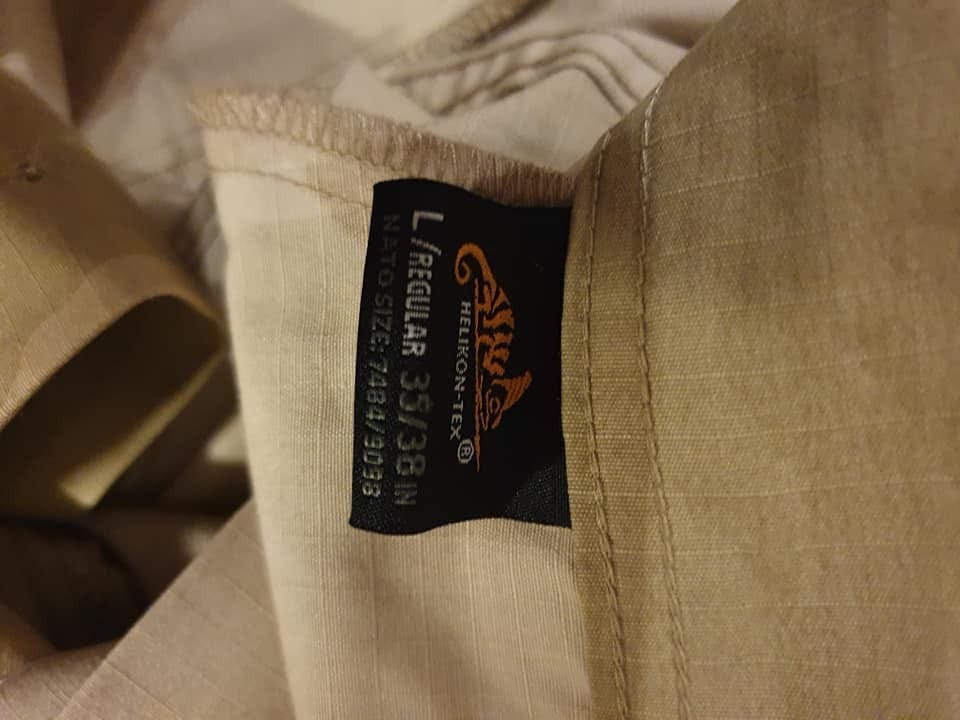 HELIKON-TEX®
L/REGULAR 35/38 IN
NATO SIZE:7484/9098